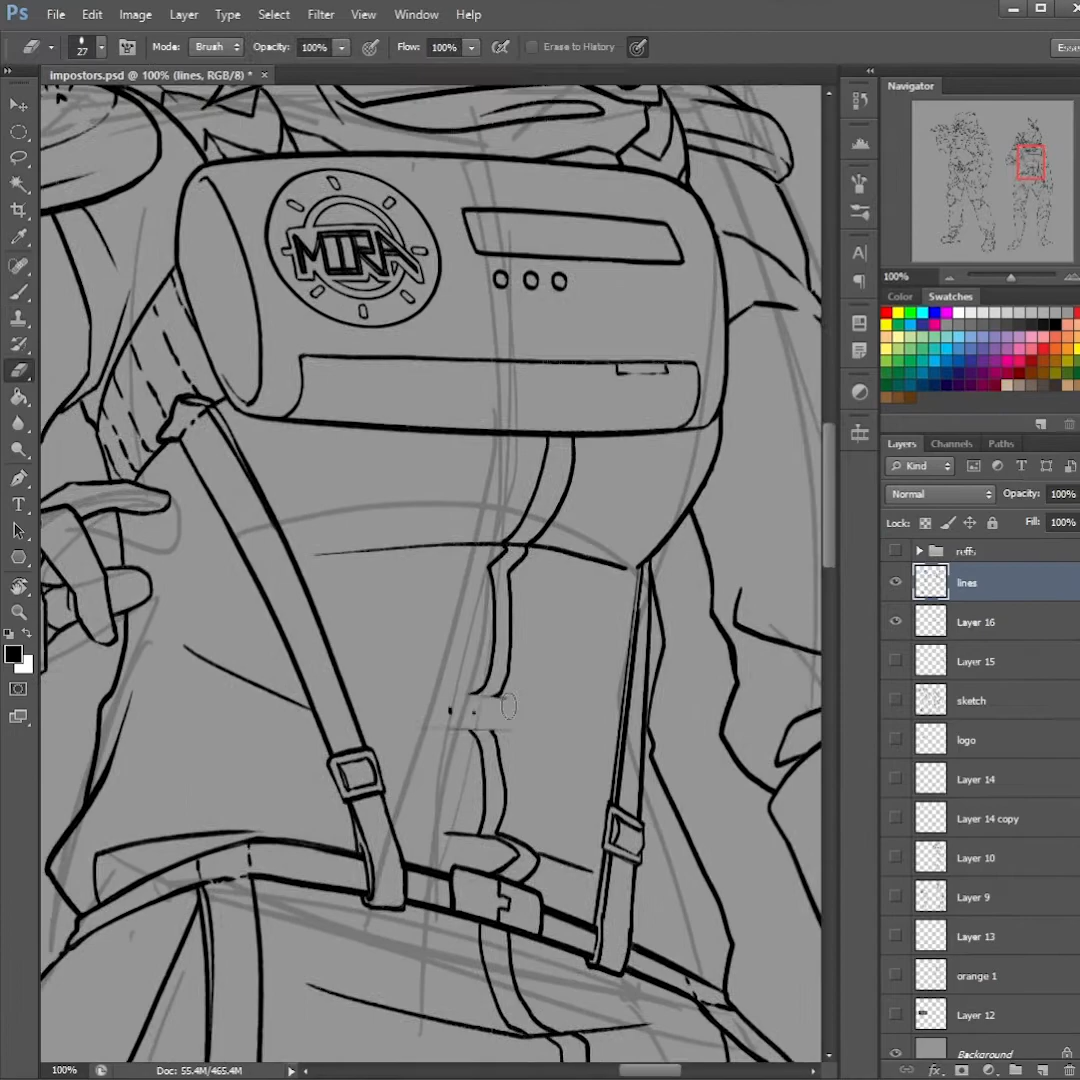 Ps File Edit Image Layer Type Select Filter View Window Help
27 Mode: Brush Opacity: 100% Flow: 100% Erase to History Esse
impostors.psd @ 100% (lines, RGB/8) * ×
Navigator
100%
Color Swatches
MIRA
Layers Channels Paths
Kind
Normal Opacity: 100%
Lock: Fill: 100%
reffs
lines
Layer 16
Layer 15
sketch
logo
Layer 14
Layer 14 copy
Layer 10
Layer 9
Layer 13
orange 1
Layer 12
Background
100% Doc: 55.4M/465.4M